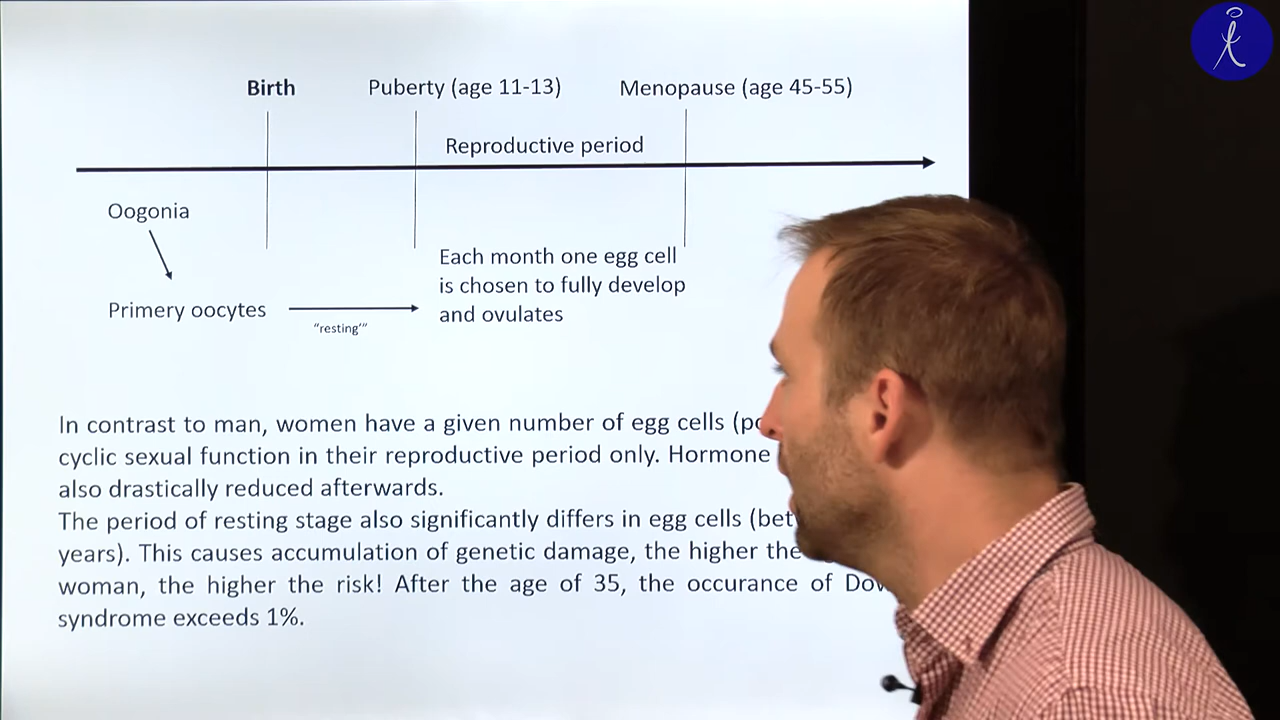 Birth
Puberty (age 11-13)
Menopause (age 45-55)
Reproductive period
Oogonia
Primery oocytes
"resting'"
Each month one egg cell
is chosen to fully develop
and ovulates
In contrast to man, women have a given number of egg cells
cyclic sexual function in their reproductive period only. Hormone
also drastically reduced afterwards.
The period of resting stage also significantly differs in egg cells
years). This causes accumulation of genetic damage, the higher the
woman, the higher the risk! After the age of 35, the occurance of
syndrome exceeds 1%.